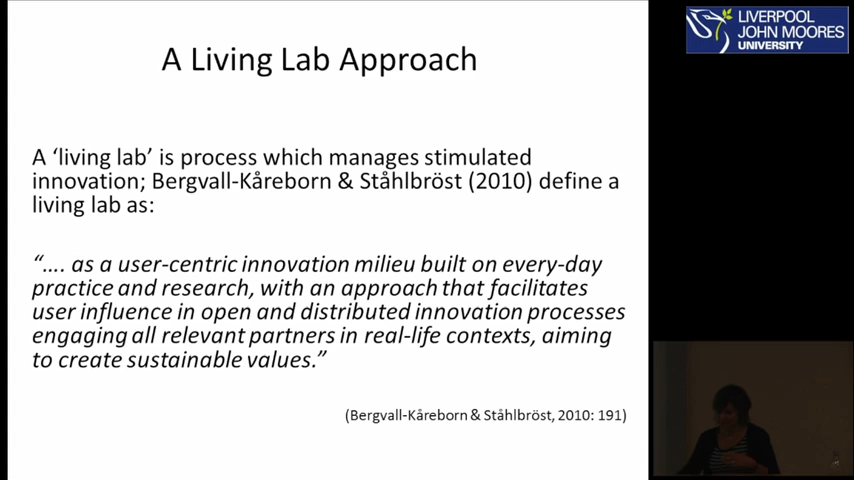 A Living Lab Approach
LIVERPOOL
JOHN MOORES
UNIVERSITY
A ‘living lab’ is process which manages stimulated
innovation; Bergvall-Kåreborn & Ståhlbröst (2010) define a
living lab as:
“.... as a user-centric innovation milieu built on every-day
practice and research, with an approach that facilitates
user influence in open and distributed innovation processes
engaging all relevant partners in real-life contexts, aiming
to create sustainable values.”
(Bergvall-Kåreborn & Ståhlbröst, 2010: 191)